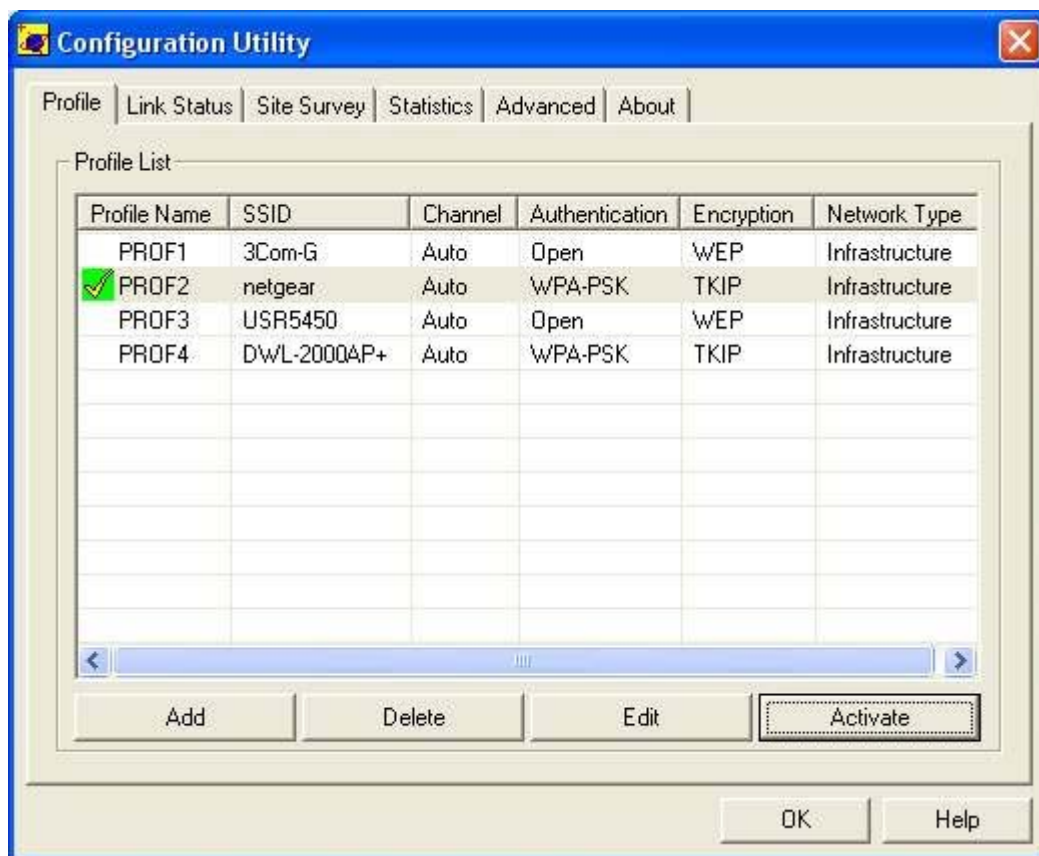 Configuration Utility
Profile Link Status Site Survey Statistics Advanced About
Profile List
Profile Name SSID Channel Authentication Encryption Network Type
PROF1 3Com-G Auto Open WEP Infrastructure
PROF2 netgear Auto WPA-PSK TKIP Infrastructure
PROF3 USR5450 Auto Open WEP Infrastructure
PROF4 DWL-2000AP+ Auto WPA-PSK TKIP Infrastructure
Add Delete Edit Activate
OK Help